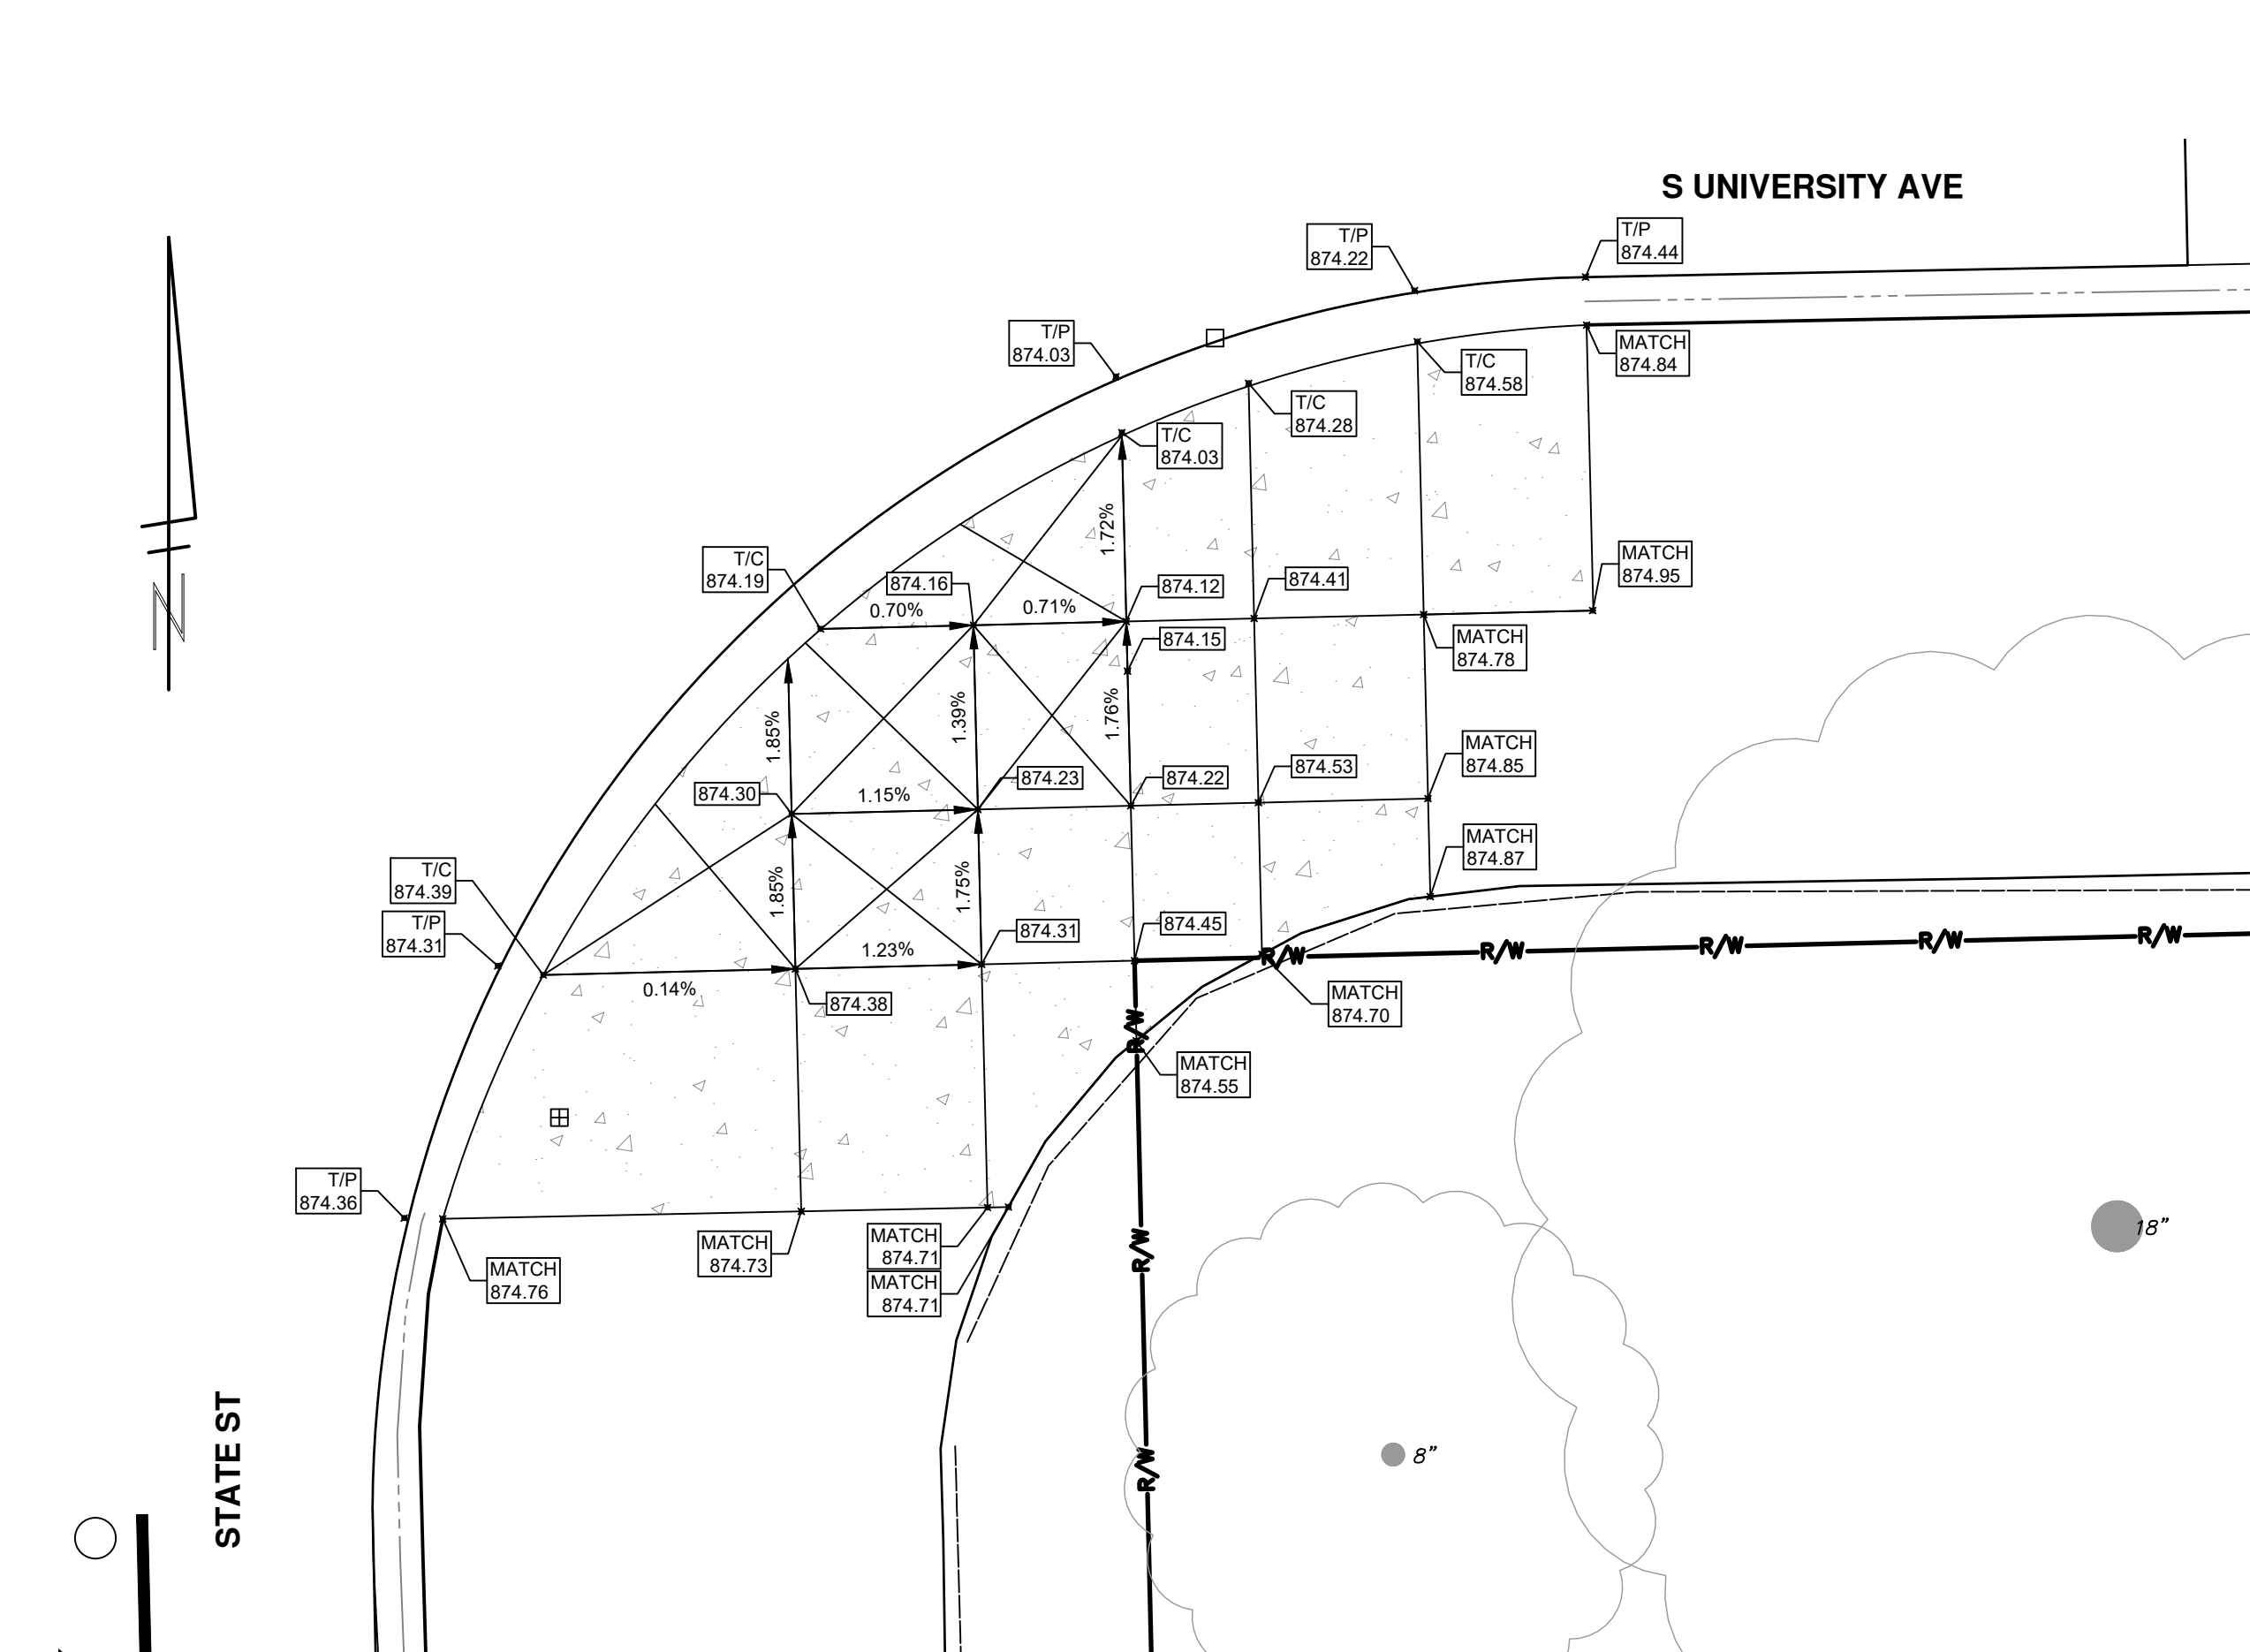 S UNIVERSITY AVE
T/P
874.44
T/P
874.22
T/P
874.03
MATCH
874.84
T/C
874.58
T/C
874.28
T/C
874.03
1.72%
T/C
874.19
874.16
0.70%
0.71%
874.12
874.41
MATCH
874.95
N
874.15
MATCH
874.78
1.85%
1.39%
1.76%
874.30
1.15%
874.23
874.22
874.53
MATCH
874.85
MATCH
874.87
T/C
874.39
T/P
874.31
1.85%
1.75%
1.23%
0.14%
874.31
874.45
874.38
R/W
R/W
R/W
R/W
R/W
MATCH
874.70
R/W
MATCH
874.55
T/P
874.36
MATCH
874.76
MATCH
874.73
MATCH
874.71
MATCH
874.71
R/W
18"
STATE ST
8"
R/W